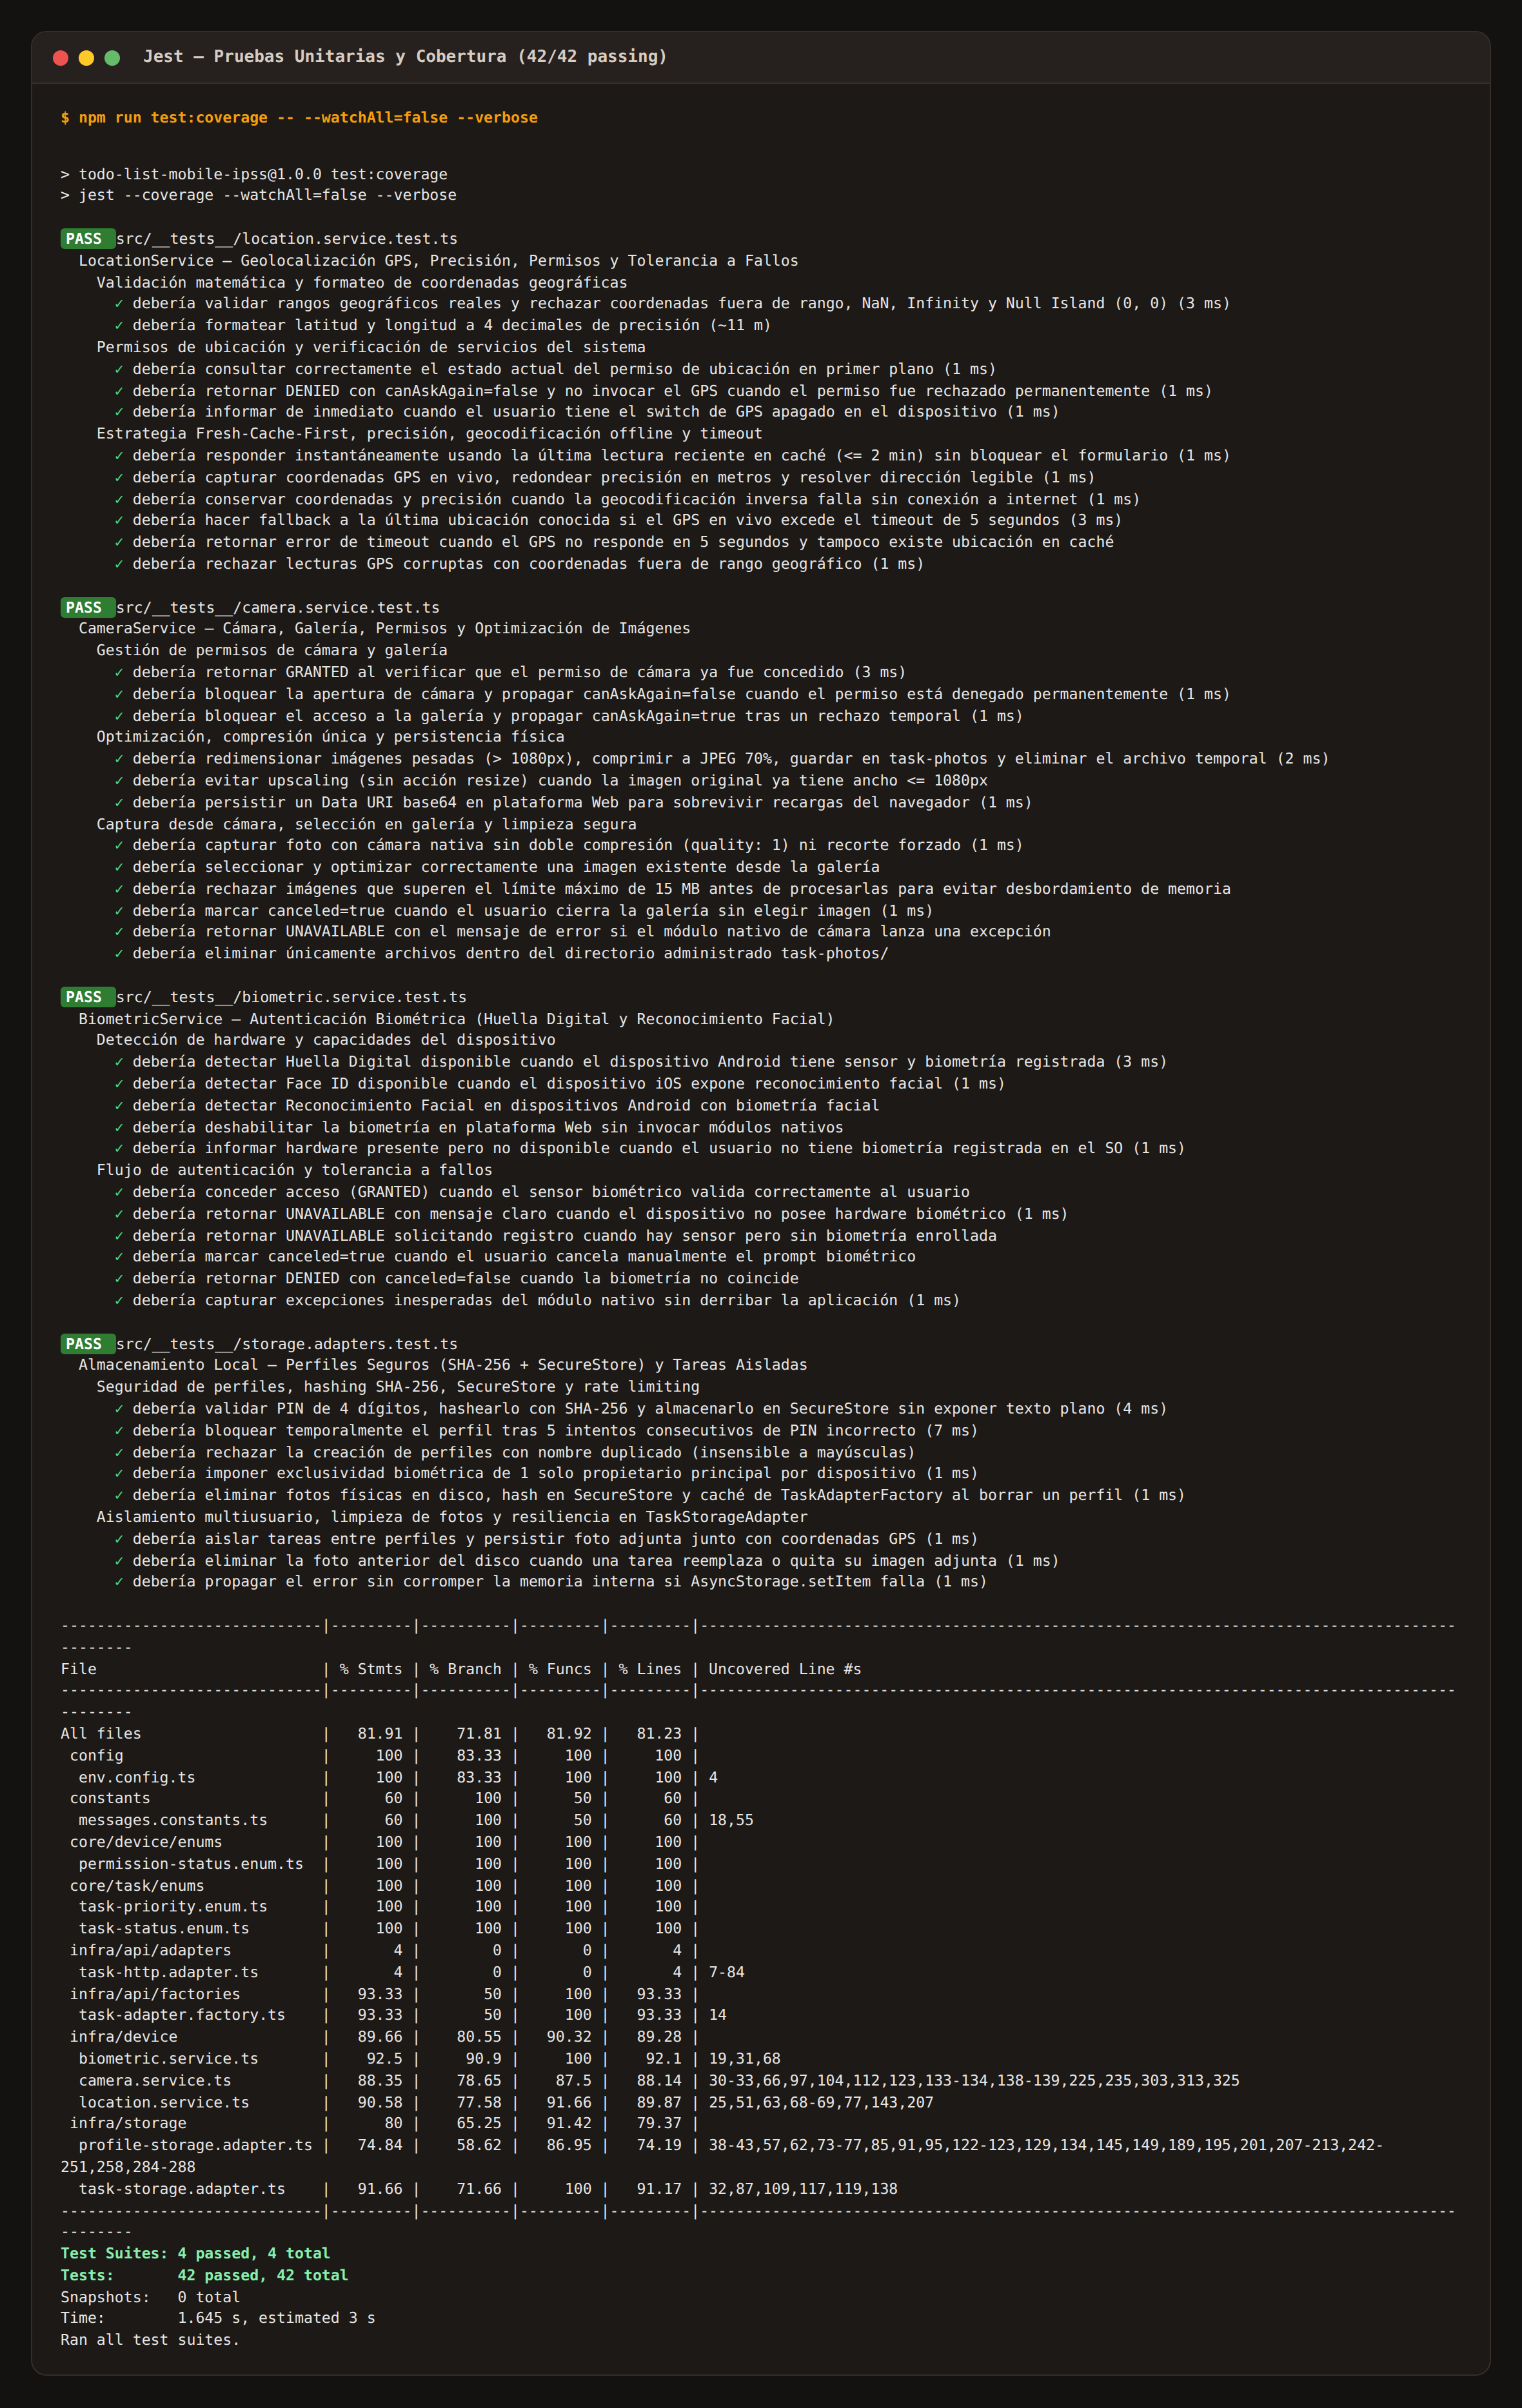 Jest — Pruebas Unitarias y Cobertura (42/42 passing)
$ npm run test:coverage -- --watchAll=false --verbose
> todo-list-mobile-ipss@1.0.0 test:coverage
> jest --coverage --watchAll=false --verbose
PASS src/__tests__/location.service.test.ts
LocationService — Geolocalización GPS, Precisión, Permisos y Tolerancia a Fallos
Validación matemática y formateo de coordenadas geográficas
✓ debería validar rangos geográficos reales y rechazar coordenadas fuera de rango, NaN, Infinity y Null Island (0, 0) (3 ms)
✓ debería formatear latitud y longitud a 4 decimales de precisión (~11 m)
Permisos de ubicación y verificación de servicios del sistema
✓ debería consultar correctamente el estado actual del permiso de ubicación en primer plano (1 ms)
✓ debería retornar DENIED con canAskAgain=false y no invocar el GPS cuando el permiso fue rechazado permanentemente (1 ms)
✓ debería informar de inmediato cuando el usuario tiene el switch de GPS apagado en el dispositivo (1 ms)
Estrategia Fresh-Cache-First, precisión, geocodificación offline y timeout
✓ debería responder instantáneamente usando la última lectura reciente en caché (<= 2 min) sin bloquear el formulario (1 ms)
✓ debería capturar coordenadas GPS en vivo, redondear precisión en metros y resolver dirección legible (1 ms)
✓ debería conservar coordenadas y precisión cuando la geocodificación inversa falla sin conexión a internet (1 ms)
✓ debería hacer fallback a la última ubicación conocida si el GPS en vivo excede el timeout de 5 segundos (3 ms)
✓ debería retornar error de timeout cuando el GPS no responde en 5 segundos y tampoco existe ubicación en caché
✓ debería rechazar lecturas GPS corruptas con coordenadas fuera de rango geográfico (1 ms)
PASS src/__tests__/camera.service.test.ts
CameraService — Cámara, Galería, Permisos y Optimización de Imágenes
Gestión de permisos de cámara y galería
✓ debería retornar GRANTED al verificar que el permiso de cámara ya fue concedido (3 ms)
✓ debería bloquear la apertura de cámara y propagar canAskAgain=false cuando el permiso está denegado permanentemente (1 ms)
✓ debería bloquear el acceso a la galería y propagar canAskAgain=true tras un rechazo temporal (1 ms)
Optimización, compresión única y persistencia física
✓ debería redimensionar imágenes pesadas (> 1080px), comprimir a JPEG 70%, guardar en task-photos y eliminar el archivo temporal (2 ms)
✓ debería evitar upscaling (sin acción resize) cuando la imagen original ya tiene ancho <= 1080px
✓ debería persistir un Data URI base64 en plataforma Web para sobrevivir recargas del navegador (1 ms)
Captura desde cámara, selección en galería y limpieza segura
✓ debería capturar foto con cámara nativa sin doble compresión (quality: 1) ni recorte forzado (1 ms)
✓ debería seleccionar y optimizar correctamente una imagen existente desde la galería
✓ debería rechazar imágenes que superen el límite máximo de 15 MB antes de procesarlas para evitar desbordamiento de memoria
✓ debería marcar canceled=true cuando el usuario cierra la galería sin elegir imagen (1 ms)
✓ debería retornar UNAVAILABLE con el mensaje de error si el módulo nativo de cámara lanza una excepción
✓ debería eliminar únicamente archivos dentro del directorio administrado task-photos/
PASS src/__tests__/biometric.service.test.ts
BiometricService — Autenticación Biométrica (Huella Digital y Reconocimiento Facial)
Detección de hardware y capacidades del dispositivo
✓ debería detectar Huella Digital disponible cuando el dispositivo Android tiene sensor y biometría registrada (3 ms)
✓ debería detectar Face ID disponible cuando el dispositivo iOS expone reconocimiento facial (1 ms)
✓ debería detectar Reconocimiento Facial en dispositivos Android con biometría facial
✓ debería deshabilitar la biometría en plataforma Web sin invocar módulos nativos
✓ debería informar hardware presente pero no disponible cuando el usuario no tiene biometría registrada en el SO (1 ms)
Flujo de autenticación y tolerancia a fallos
✓ debería conceder acceso (GRANTED) cuando el sensor biométrico valida correctamente al usuario
✓ debería retornar UNAVAILABLE con mensaje claro cuando el dispositivo no posee hardware biométrico (1 ms)
✓ debería retornar UNAVAILABLE solicitando registro cuando hay sensor pero sin biometría enrollada
✓ debería marcar canceled=true cuando el usuario cancela manualmente el prompt biométrico
✓ debería retornar DENIED con canceled=false cuando la biometría no coincide
✓ debería capturar excepciones inesperadas del módulo nativo sin derribar la aplicación (1 ms)
PASS src/__tests__/storage.adapters.test.ts
Almacenamiento Local — Perfiles Seguros (SHA-256 + SecureStore) y Tareas Aisladas
Seguridad de perfiles, hashing SHA-256, SecureStore y rate limiting
✓ debería validar PIN de 4 dígitos, hashearlo con SHA-256 y almacenarlo en SecureStore sin exponer texto plano (4 ms)
✓ debería bloquear temporalmente el perfil tras 5 intentos consecutivos de PIN incorrecto (7 ms)
✓ debería rechazar la creación de perfiles con nombre duplicado (insensible a mayúsculas)
✓ debería imponer exclusividad biométrica de 1 solo propietario principal por dispositivo (1 ms)
✓ debería eliminar fotos físicas en disco, hash en SecureStore y caché de TaskAdapterFactory al borrar un perfil (1 ms)
Aislamiento multiusuario, limpieza de fotos y resiliencia en TaskStorageAdapter
✓ debería aislar tareas entre perfiles y persistir foto adjunta junto con coordenadas GPS (1 ms)
✓ debería eliminar la foto anterior del disco cuando una tarea reemplaza o quita su imagen adjunta (1 ms)
✓ debería propagar el error sin corromper la memoria interna si AsyncStorage.setItem falla (1 ms)
-----------------------------|---------|----------|---------|---------|------------------------------------------------------------------------------------
--------
File | % Stmts | % Branch | % Funcs | % Lines | Uncovered Line #s
-----------------------------|---------|----------|---------|---------|------------------------------------------------------------------------------------
--------
All files | 81.91 | 71.81 | 81.92 | 81.23 |
config | 100 | 83.33 | 100 | 100 |
env.config.ts | 100 | 83.33 | 100 | 100 | 4
constants | 60 | 100 | 50 | 60 |
messages.constants.ts | 60 | 100 | 50 | 60 | 18,55
core/device/enums | 100 | 100 | 100 | 100 |
permission-status.enum.ts | 100 | 100 | 100 | 100 |
core/task/enums | 100 | 100 | 100 | 100 |
task-priority.enum.ts | 100 | 100 | 100 | 100 |
task-status.enum.ts | 100 | 100 | 100 | 100 |
infra/api/adapters | 4 | 0 | 0 | 4 |
task-http.adapter.ts | 4 | 0 | 0 | 4 | 7-84
infra/api/factories | 93.33 | 50 | 100 | 93.33 |
task-adapter.factory.ts | 93.33 | 50 | 100 | 93.33 | 14
infra/device | 89.66 | 80.55 | 90.32 | 89.28 |
biometric.service.ts | 92.5 | 90.9 | 100 | 92.1 | 19,31,68
camera.service.ts | 88.35 | 78.65 | 87.5 | 88.14 | 30-33,66,97,104,112,123,133-134,138-139,225,235,303,313,325
location.service.ts | 90.58 | 77.58 | 91.66 | 89.87 | 25,51,63,68-69,77,143,207
infra/storage | 80 | 65.25 | 91.42 | 79.37 |
profile-storage.adapter.ts | 74.84 | 58.62 | 86.95 | 74.19 | 38-43,57,62,73-77,85,91,95,122-123,129,134,145,149,189,195,201,207-213,242-
251,258,284-288
task-storage.adapter.ts | 91.66 | 71.66 | 100 | 91.17 | 32,87,109,117,119,138
-----------------------------|---------|----------|---------|---------|------------------------------------------------------------------------------------
--------
Test Suites: 4 passed, 4 total
Tests: 42 passed, 42 total
Snapshots: 0 total
Time: 1.645 s, estimated 3 s
Ran all test suites.